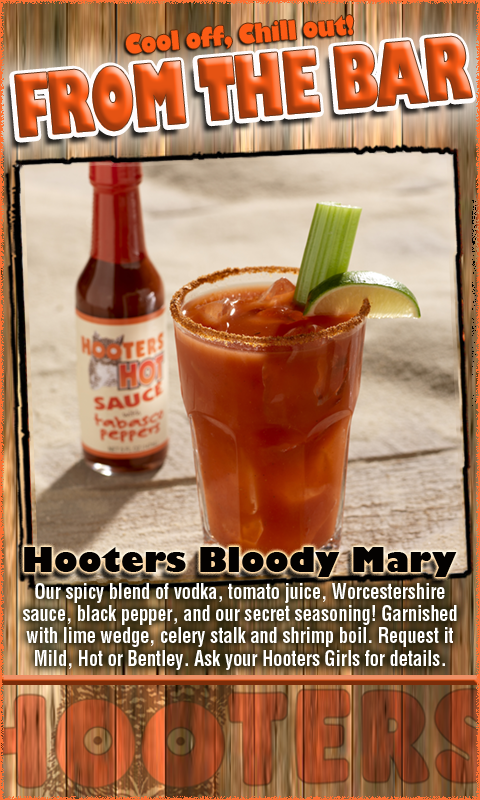 Cool off, Chill out!
FROM THE BAR
HOOTERS
HOT
SAUCE
with
tabasco
peppers
Hooters Bloody Mary
Our spicy blend of vodka, tomato juice, Worcestershire
sauce, black pepper, and our secret seasoning! Garnished
with lime wedge, celery stalk and shrimp boil. Request it
Mild, Hot or Bentley. Ask your Hooters Girls for details.
HOOTERS